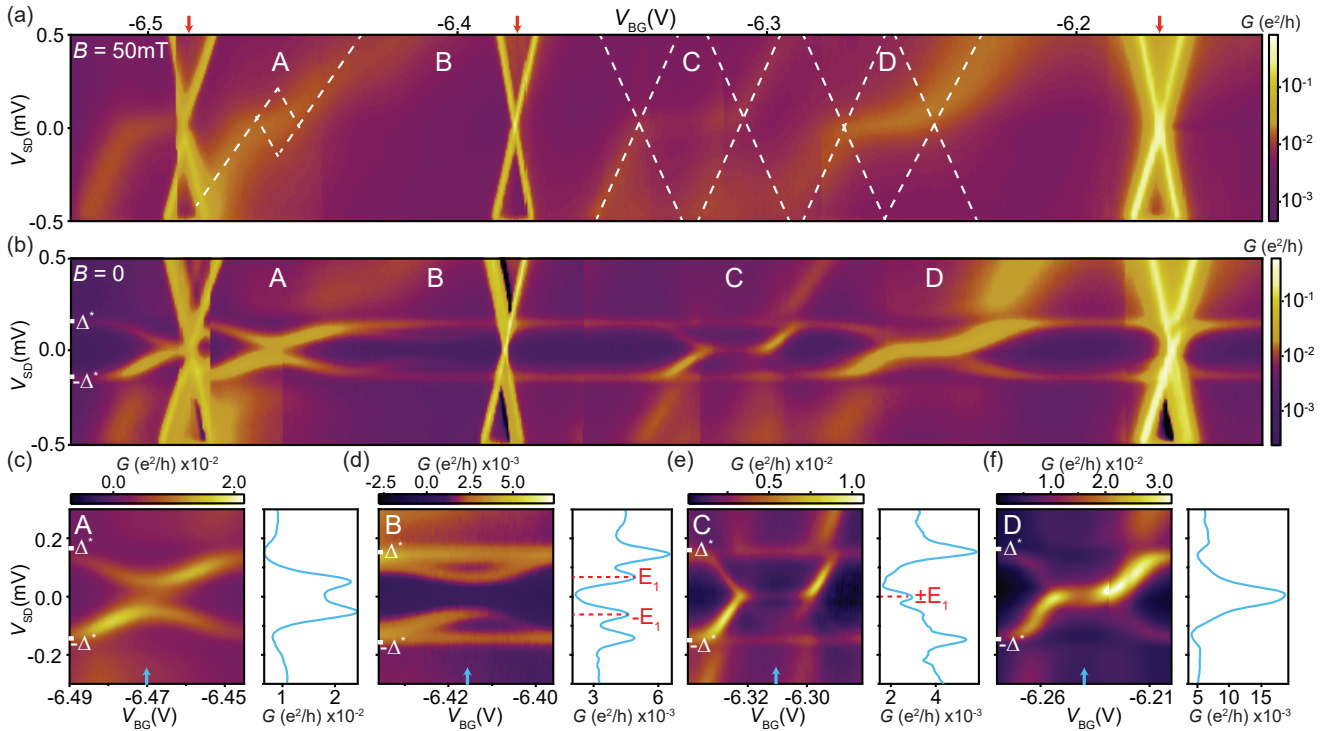 (a)
-6.5
-6.4
V_BG(V)
-6.3
-6.2
G (e²/h)
0.5
B = 50mT
A
B
C
D
10⁻¹
V_SD(mV)
0.0
10⁻²
10⁻³
-0.5
(b)
G (e²/h)
0.5
B = 0
A
B
C
D
10⁻¹
Δ*
V_SD(mV)
0.0
10⁻²
-Δ*
10⁻³
-0.5
(c)
G (e²/h) x10⁻²
0.0
1.0
2.0
(d)
G (e²/h) x10⁻³
-2.5
0.0
2.5
5.0
(e)
G (e²/h) x10⁻²
0.5
1.0
(f)
G (e²/h) x10⁻²
1.0
2.0
3.0
A
B
C
D
0.2
Δ*
Δ*
Δ*
Δ*
V_SD(mV)
0.0
E₁
-E₁
±E₁
-Δ*
-Δ*
-Δ*
-Δ*
-0.2
-6.49
-6.47
-6.45
V_BG(V)
1
2
G (e²/h) x10⁻²
-6.42
-6.40
V_BG(V)
3
6
G (e²/h) x10⁻³
-6.32
-6.30
V_BG(V)
2
4
G (e²/h) x10⁻³
-6.26
-6.21
V_BG(V)
5
10
15
G (e²/h) x10⁻³